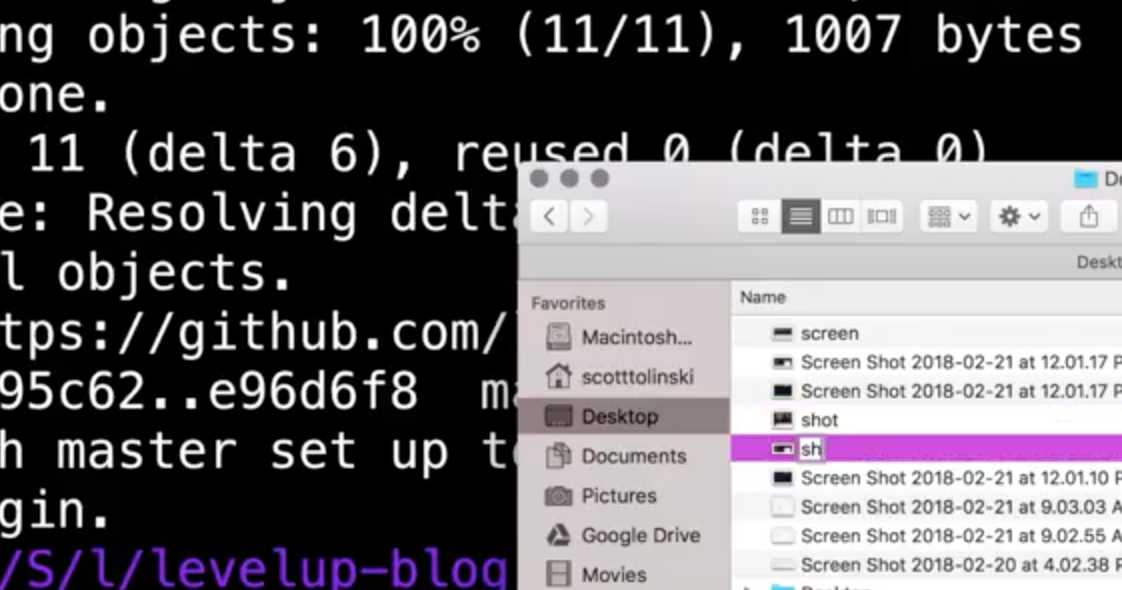 ng objects: 100% (11/11), 1007 bytes
one.
11 (delta 6), reused 0 (delta 0)
e: Resolving delta
l objects.
tps://github.com/
95c62..e96d6f8 m
h master set up t
gin.
/S/l/levelup-blog
De
Deskt
Favorites
Macintosh...
scotttolinski
Desktop
Documents
Pictures
Google Drive
Movies
Name
screen
Screen Shot 2018-02-21 at 12.01.17 P
Screen Shot 2018-02-21 at 12.01.17 P
shot
sh
Screen Shot 2018-02-21 at 12.01.10 P
Screen Shot 2018-02-21 at 9.03.03 A
Screen Shot 2018-02-21 at 9.02.55 A
Screen Shot 2018-02-20 at 4.02.38 P